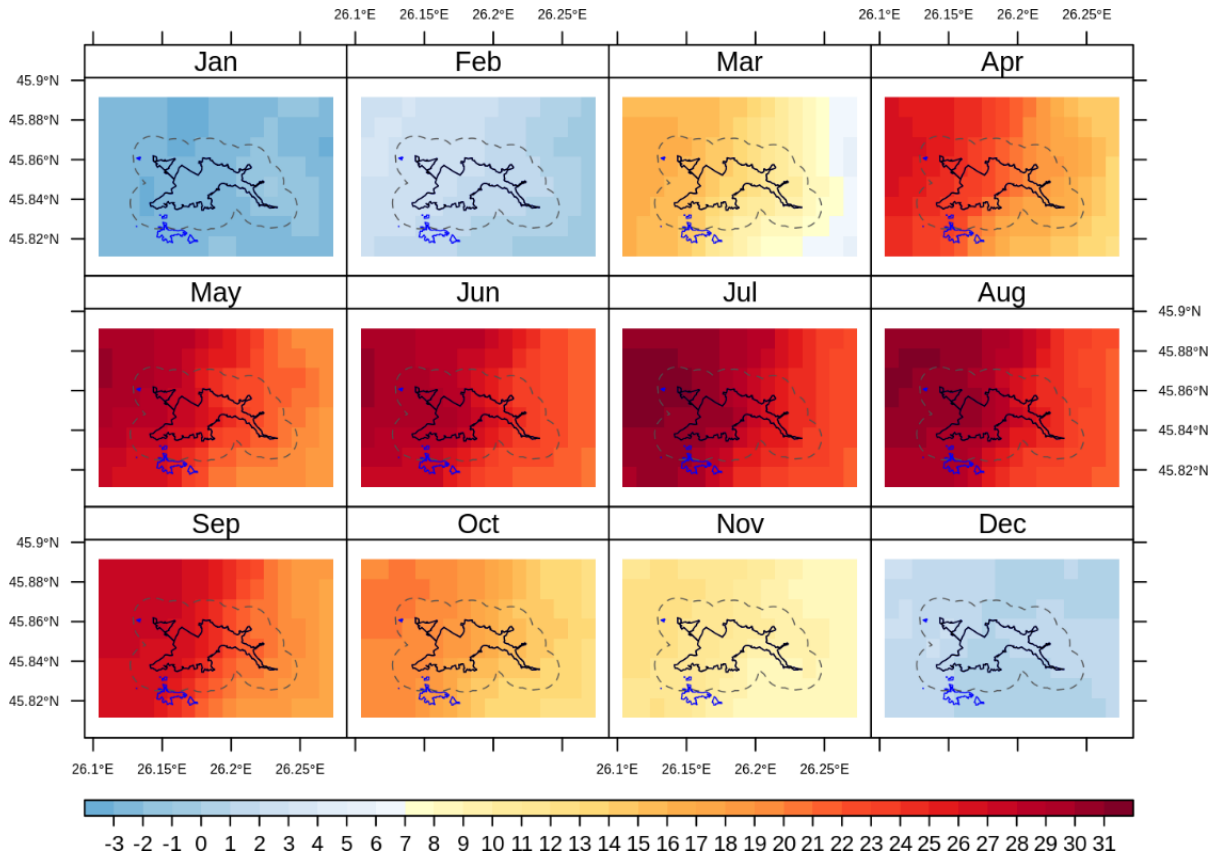 26.1°E 26.15°E 26.2°E 26.25°E 26.1°E 26.15°E 26.2°E 26.25°E
Jan Feb Mar Apr
45.9°N
45.88°N
45.86°N
45.84°N
45.82°N
May Jun Jul Aug
45.9°N
45.88°N
45.86°N
45.84°N
45.82°N
Sep Oct Nov Dec
45.9°N
45.88°N
45.86°N
45.84°N
45.82°N
26.1°E 26.15°E 26.2°E 26.25°E 26.1°E 26.15°E 26.2°E 26.25°E
-3 -2 -1 0 1 2 3 4 5 6 7 8 9 10 11 12 13 14 15 16 17 18 19 20 21 22 23 24 25 26 27 28 29 30 31